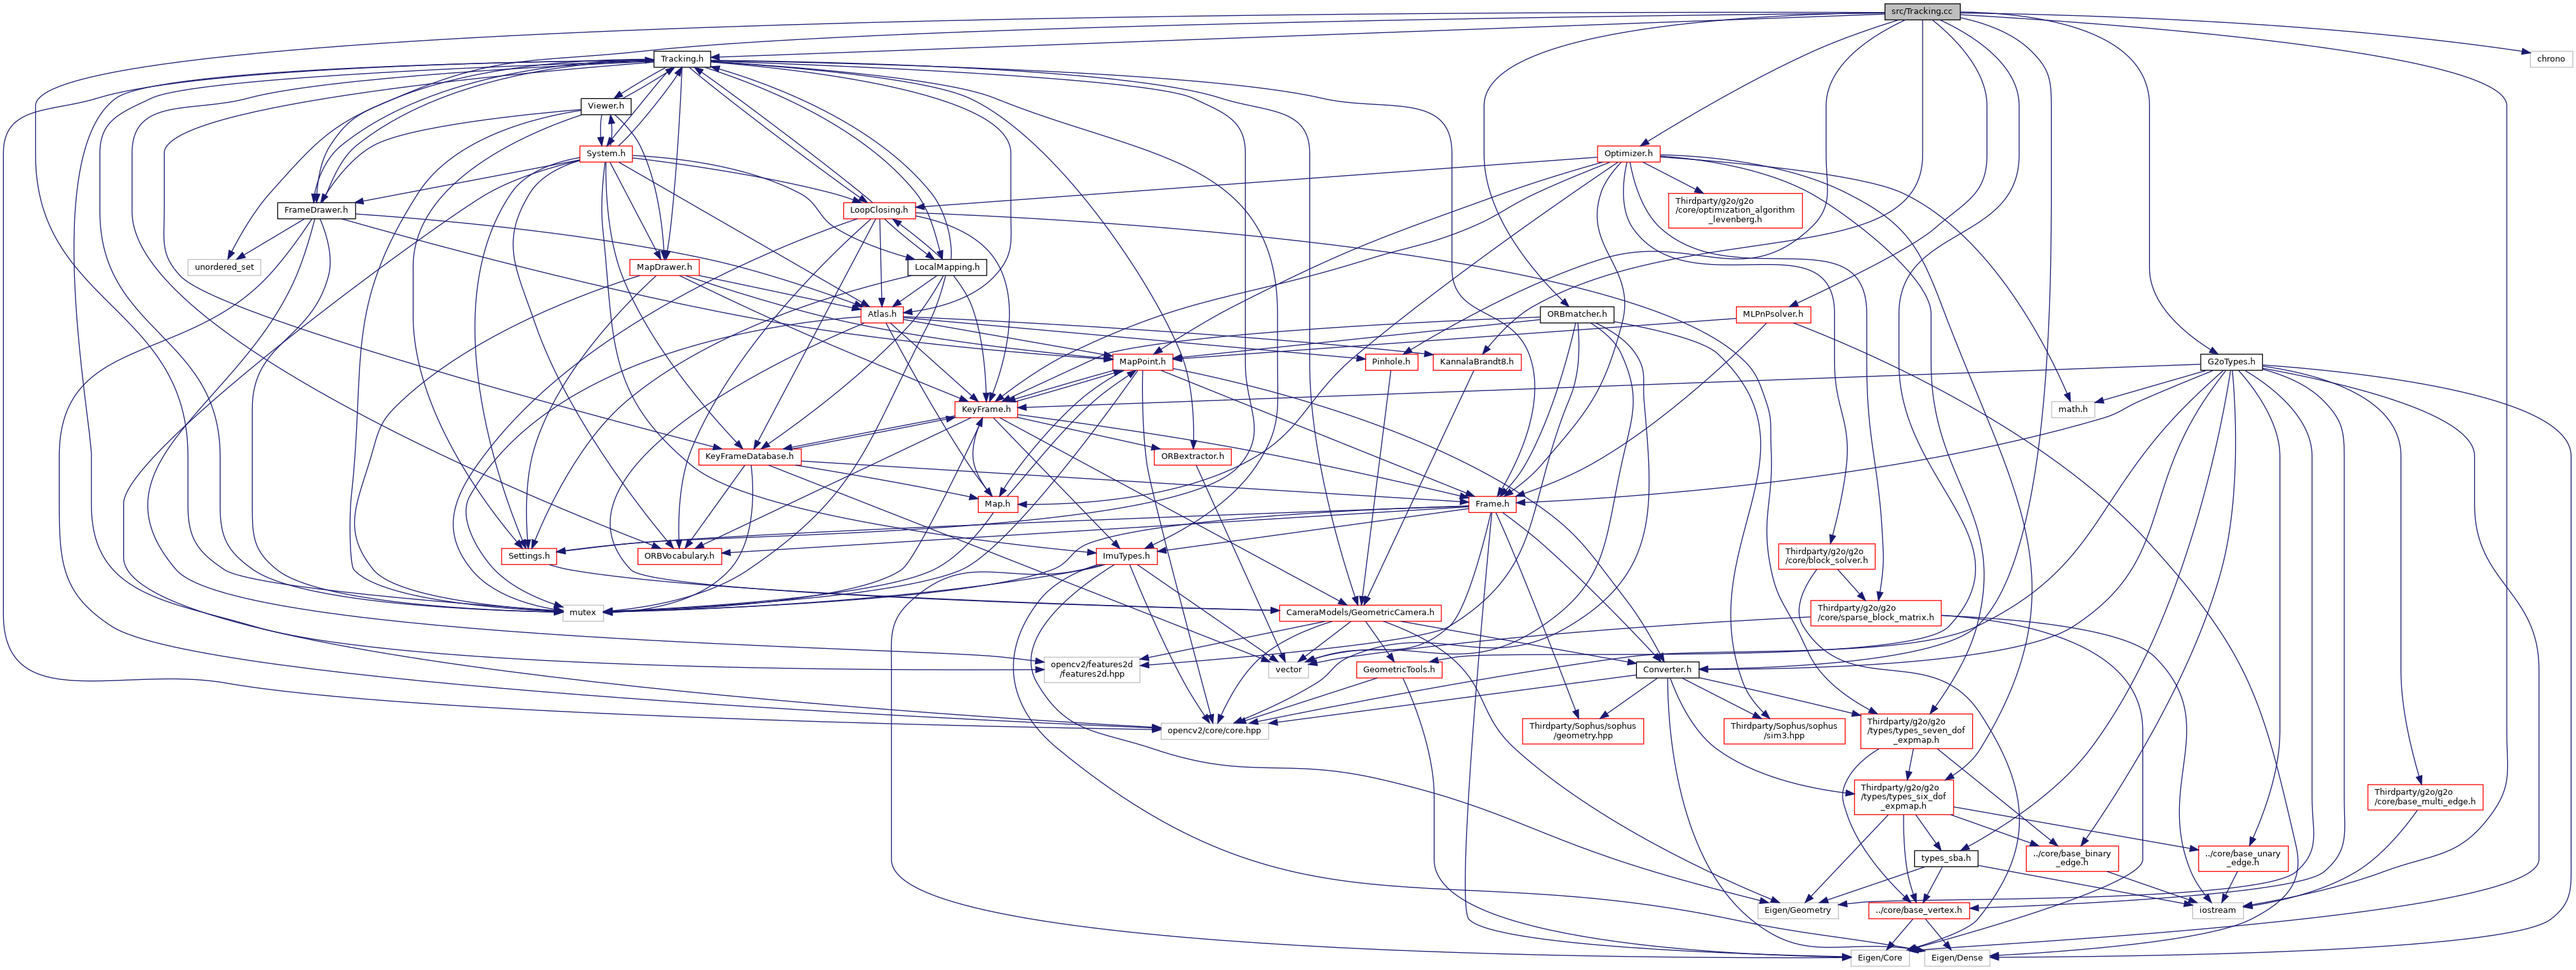 src/Tracking.cc
Tracking.h
chrono
Viewer.h
System.h
Optimizer.h
FrameDrawer.h
LoopClosing.h
Thirdparty/g2o/g2o
/core/optimization_algorithm
_levenberg.h
unordered_set
MapDrawer.h
LocalMapping.h
Atlas.h
ORBmatcher.h
MLPnPsolver.h
MapPoint.h
Pinhole.h
KannalaBrandt8.h
G2oTypes.h
KeyFrame.h
math.h
KeyFrameDatabase.h
ORBextractor.h
Map.h
Frame.h
Settings.h
ORBVocabulary.h
ImuTypes.h
Thirdparty/g2o/g2o
/core/block_solver.h
mutex
CameraModels/GeometricCamera.h
Thirdparty/g2o/g2o
/core/sparse_block_matrix.h
opencv2/features2d
/features2d.hpp
vector
GeometricTools.h
Converter.h
opencv2/core/core.hpp
Thirdparty/Sophus/sophus
/geometry.hpp
Thirdparty/Sophus/sophus
/sim3.hpp
Thirdparty/g2o/g2o
/types/types_seven_dof
_expmap.h
Thirdparty/g2o/g2o
/types/types_six_dof
_expmap.h
Thirdparty/g2o/g2o
/core/base_multi_edge.h
types_sba.h
../core/base_binary
_edge.h
../core/base_unary
_edge.h
Eigen/Geometry
../core/base_vertex.h
iostream
Eigen/Core
Eigen/Dense